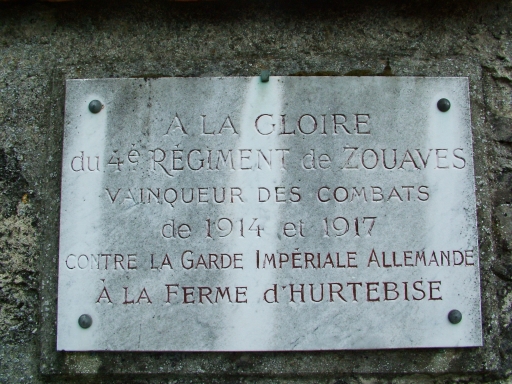 A LA GLOIRE
du 4e RÉGIMENT de ZOUAVES
VAINQUEUR DES COMBATS
de 1914 et 1917
CONTRE LA GARDE IMPÉRIALE ALLEMANDE
À LA FERME d'HURTEBISE